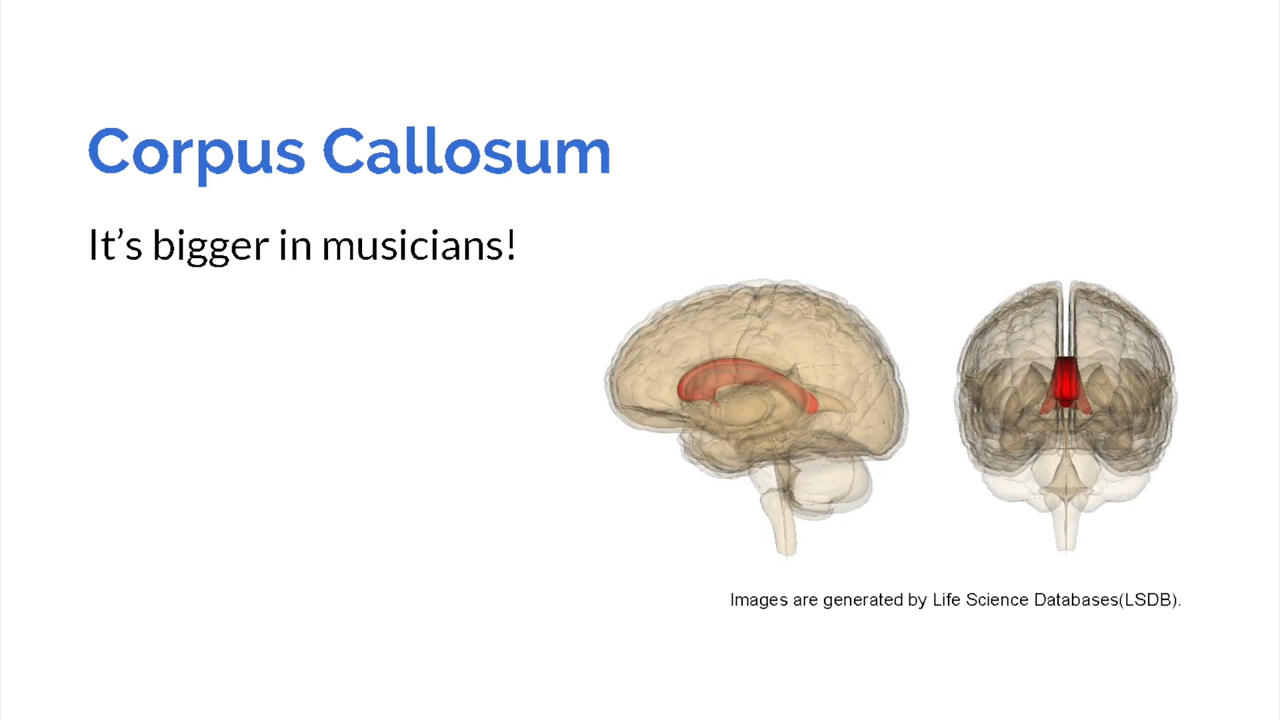 Corpus Callosum
It’s bigger in musicians!
Images are generated by Life Science Databases(LSDB).